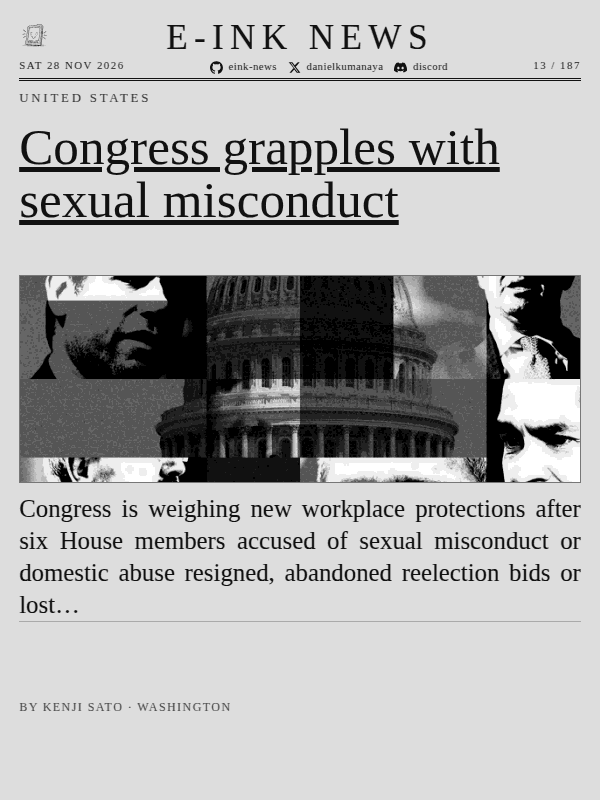 E-INK NEWS
SAT 28 NOV 2026
eink-news danielkumanaya discord
13 / 187
UNITED STATES
Congress grapples with
sexual misconduct
Congress is weighing new workplace protections after
six House members accused of sexual misconduct or
domestic abuse resigned, abandoned reelection bids or
lost…
BY KENJI SATO · WASHINGTON